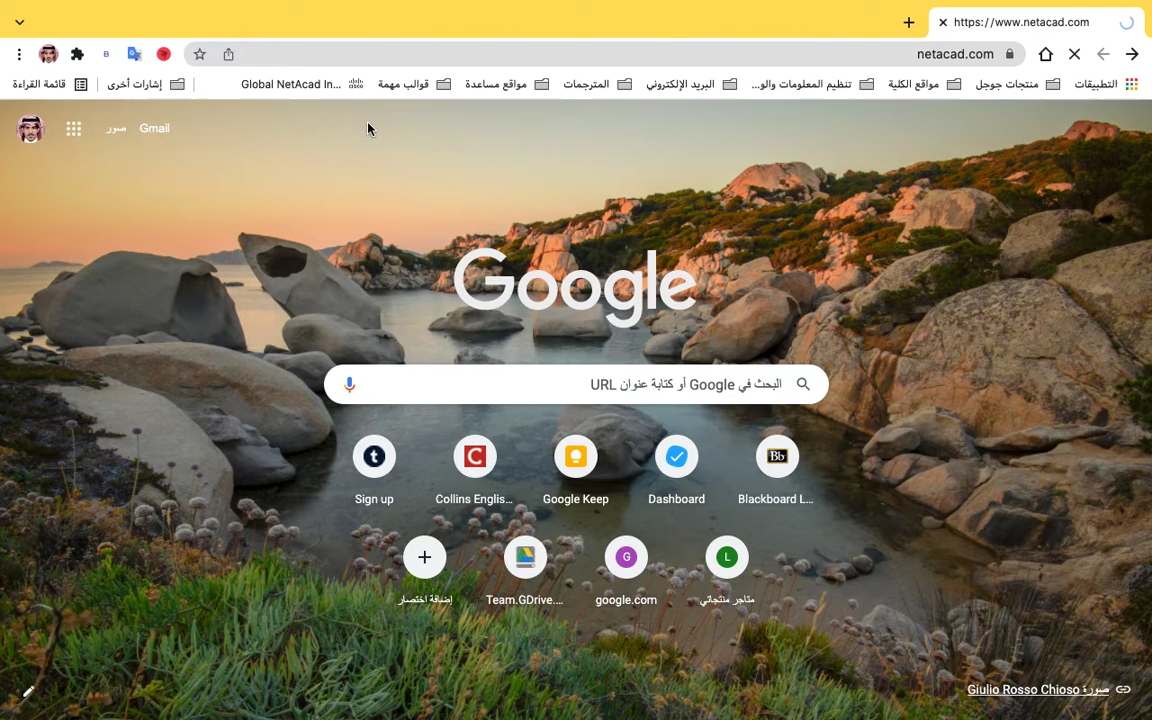 https://www.netacad.com
netacad.com
التطبيقات
منتجات جوجل
مواقع الكلية
تنظيم المعلومات والو...
البريد الإلكتروني
المترجمات
مواقع مساعدة
قوالب مهمة
Global NetAcad In...
إشارات أخرى
قائمة القراءة
Gmail
صور
Google
البحث في Google أو كتابة عنوان URL
Bb
Blackboard L...
Dashboard
Google Keep
C
Collins Englis...
t
Sign up
L
متاجر منتجاتي
G
google.com
Team.GDrive....
إضافة اختصار
صورة Giulio Rosso Chioso